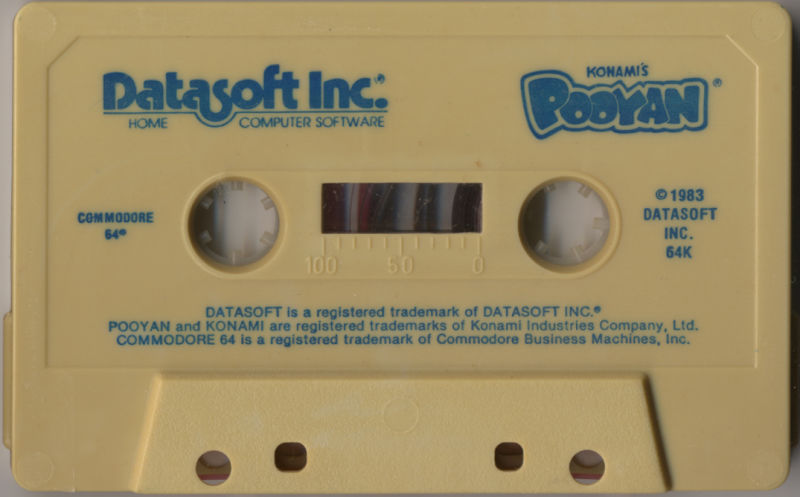 Datasoft Inc.®
HOME COMPUTER SOFTWARE
KONAMI'S
POOYAN®
COMMODORE
64®
© 1983
DATASOFT
INC.
64K
100 50 0
DATASOFT is a registered trademark of DATASOFT INC.®
POOYAN and KONAMI are registered trademarks of Konami Industries Company, Ltd.
COMMODORE 64 is a registered trademark of Commodore Business Machines, Inc.